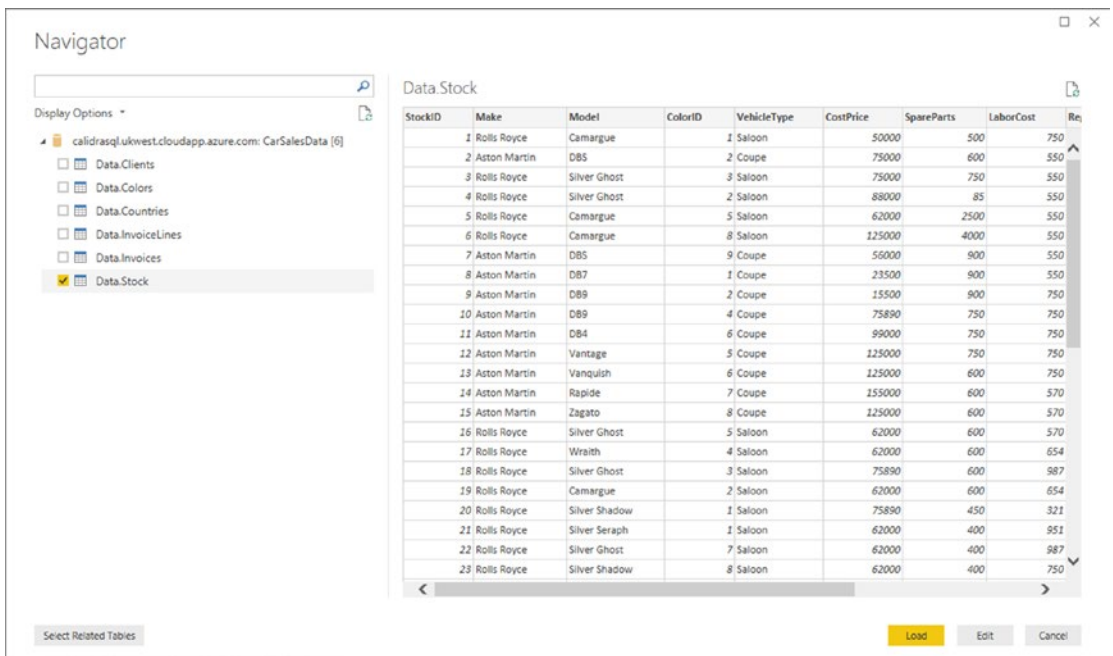 Navigator
Display Options
calidrasql.ukwest.cloudapp.azure.com: CarSalesData [6]
Data.Clients
Data.Colors
Data.Countries
Data.InvoiceLines
Data.Invoices
Data.Stock
Data.Stock
StockID Make Model ColorID VehicleType CostPrice SpareParts LaborCost
1 Rolls Royce Camargue 1 Saloon 50000 500 750
2 Aston Martin DBS 2 Coupe 75000 600 550
3 Rolls Royce Silver Ghost 3 Saloon 75000 750 550
4 Rolls Royce Silver Ghost 2 Saloon 88000 85 550
5 Rolls Royce Camargue 5 Saloon 62000 2500 550
6 Rolls Royce Camargue 8 Saloon 125000 4000 550
7 Aston Martin DBS 9 Coupe 56000 900 550
8 Aston Martin DB7 1 Coupe 23500 900 550
9 Aston Martin DB9 2 Coupe 15500 900 750
10 Aston Martin DB9 4 Coupe 75890 750 750
11 Aston Martin DB4 6 Coupe 99000 750 750
12 Aston Martin Vantage 5 Coupe 125000 750 750
13 Aston Martin Vanquish 6 Coupe 125000 600 750
14 Aston Martin Rapide 7 Coupe 155000 600 570
15 Aston Martin Zagato 8 Coupe 125000 600 570
16 Rolls Royce Silver Ghost 5 Saloon 62000 600 570
17 Rolls Royce Wraith 4 Saloon 62000 600 654
18 Rolls Royce Silver Ghost 3 Saloon 75890 600 987
19 Rolls Royce Camargue 2 Saloon 62000 600 654
20 Rolls Royce Silver Shadow 1 Saloon 75890 450 321
21 Rolls Royce Silver Seraph 1 Saloon 62000 400 951
22 Rolls Royce Silver Ghost 7 Saloon 62000 400 987
23 Rolls Royce Silver Shadow 8 Saloon 62000 400 750
Select Related Tables
Load Edit Cancel